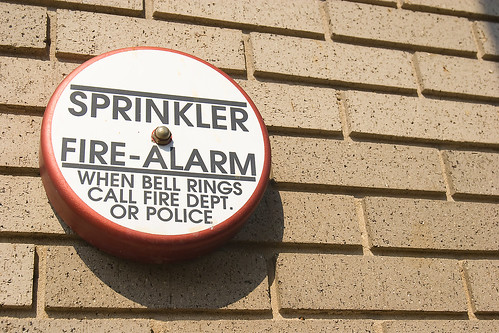 SPRINKLER
FIRE-ALARM
WHEN BELL RINGS
CALL FIRE DEPT.
OR POLICE